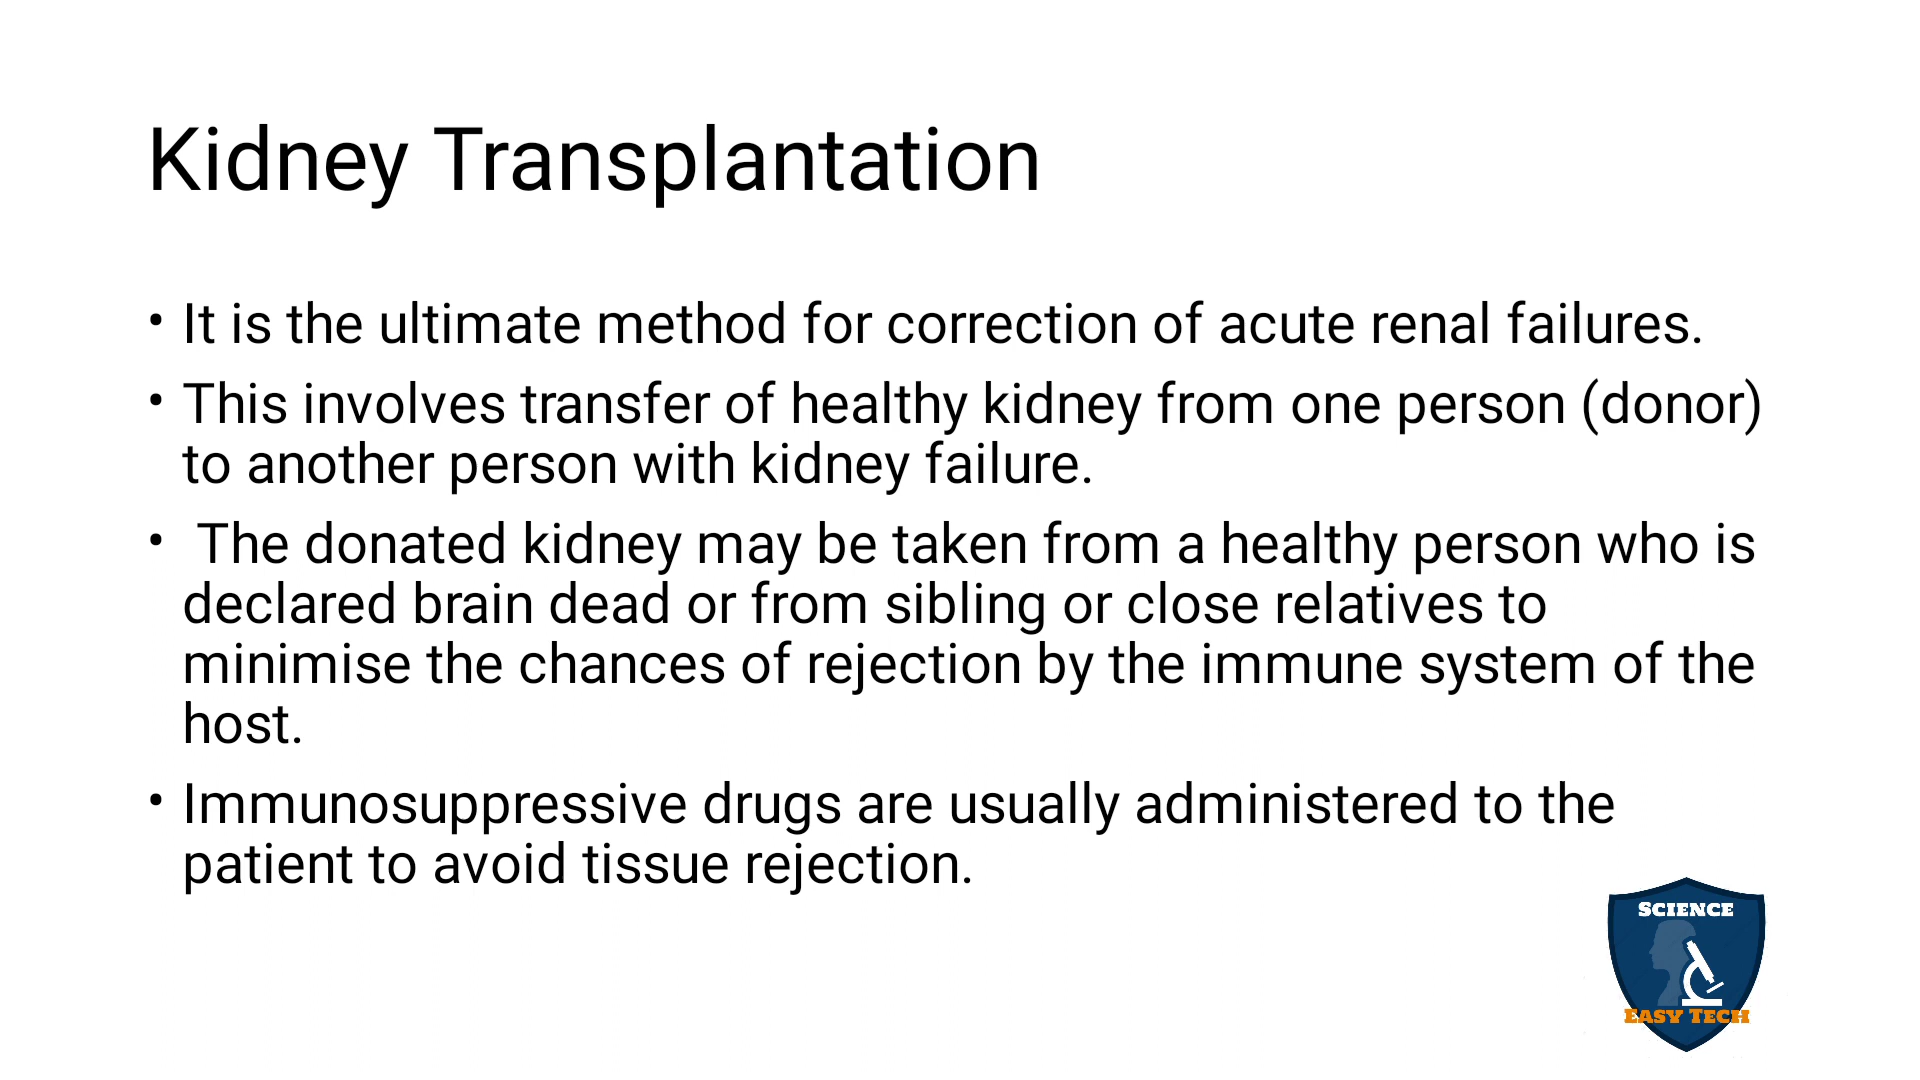 Kidney Transplantation
• It is the ultimate method for correction of acute renal failures.
• This involves transfer of healthy kidney from one person (donor)
to another person with kidney failure.
• The donated kidney may be taken from a healthy person who is
declared brain dead or from sibling or close relatives to
minimise the chances of rejection by the immune system of the
host.
• Immunosuppressive drugs are usually administered to the
patient to avoid tissue rejection.
SCIENCE
EASY TECH